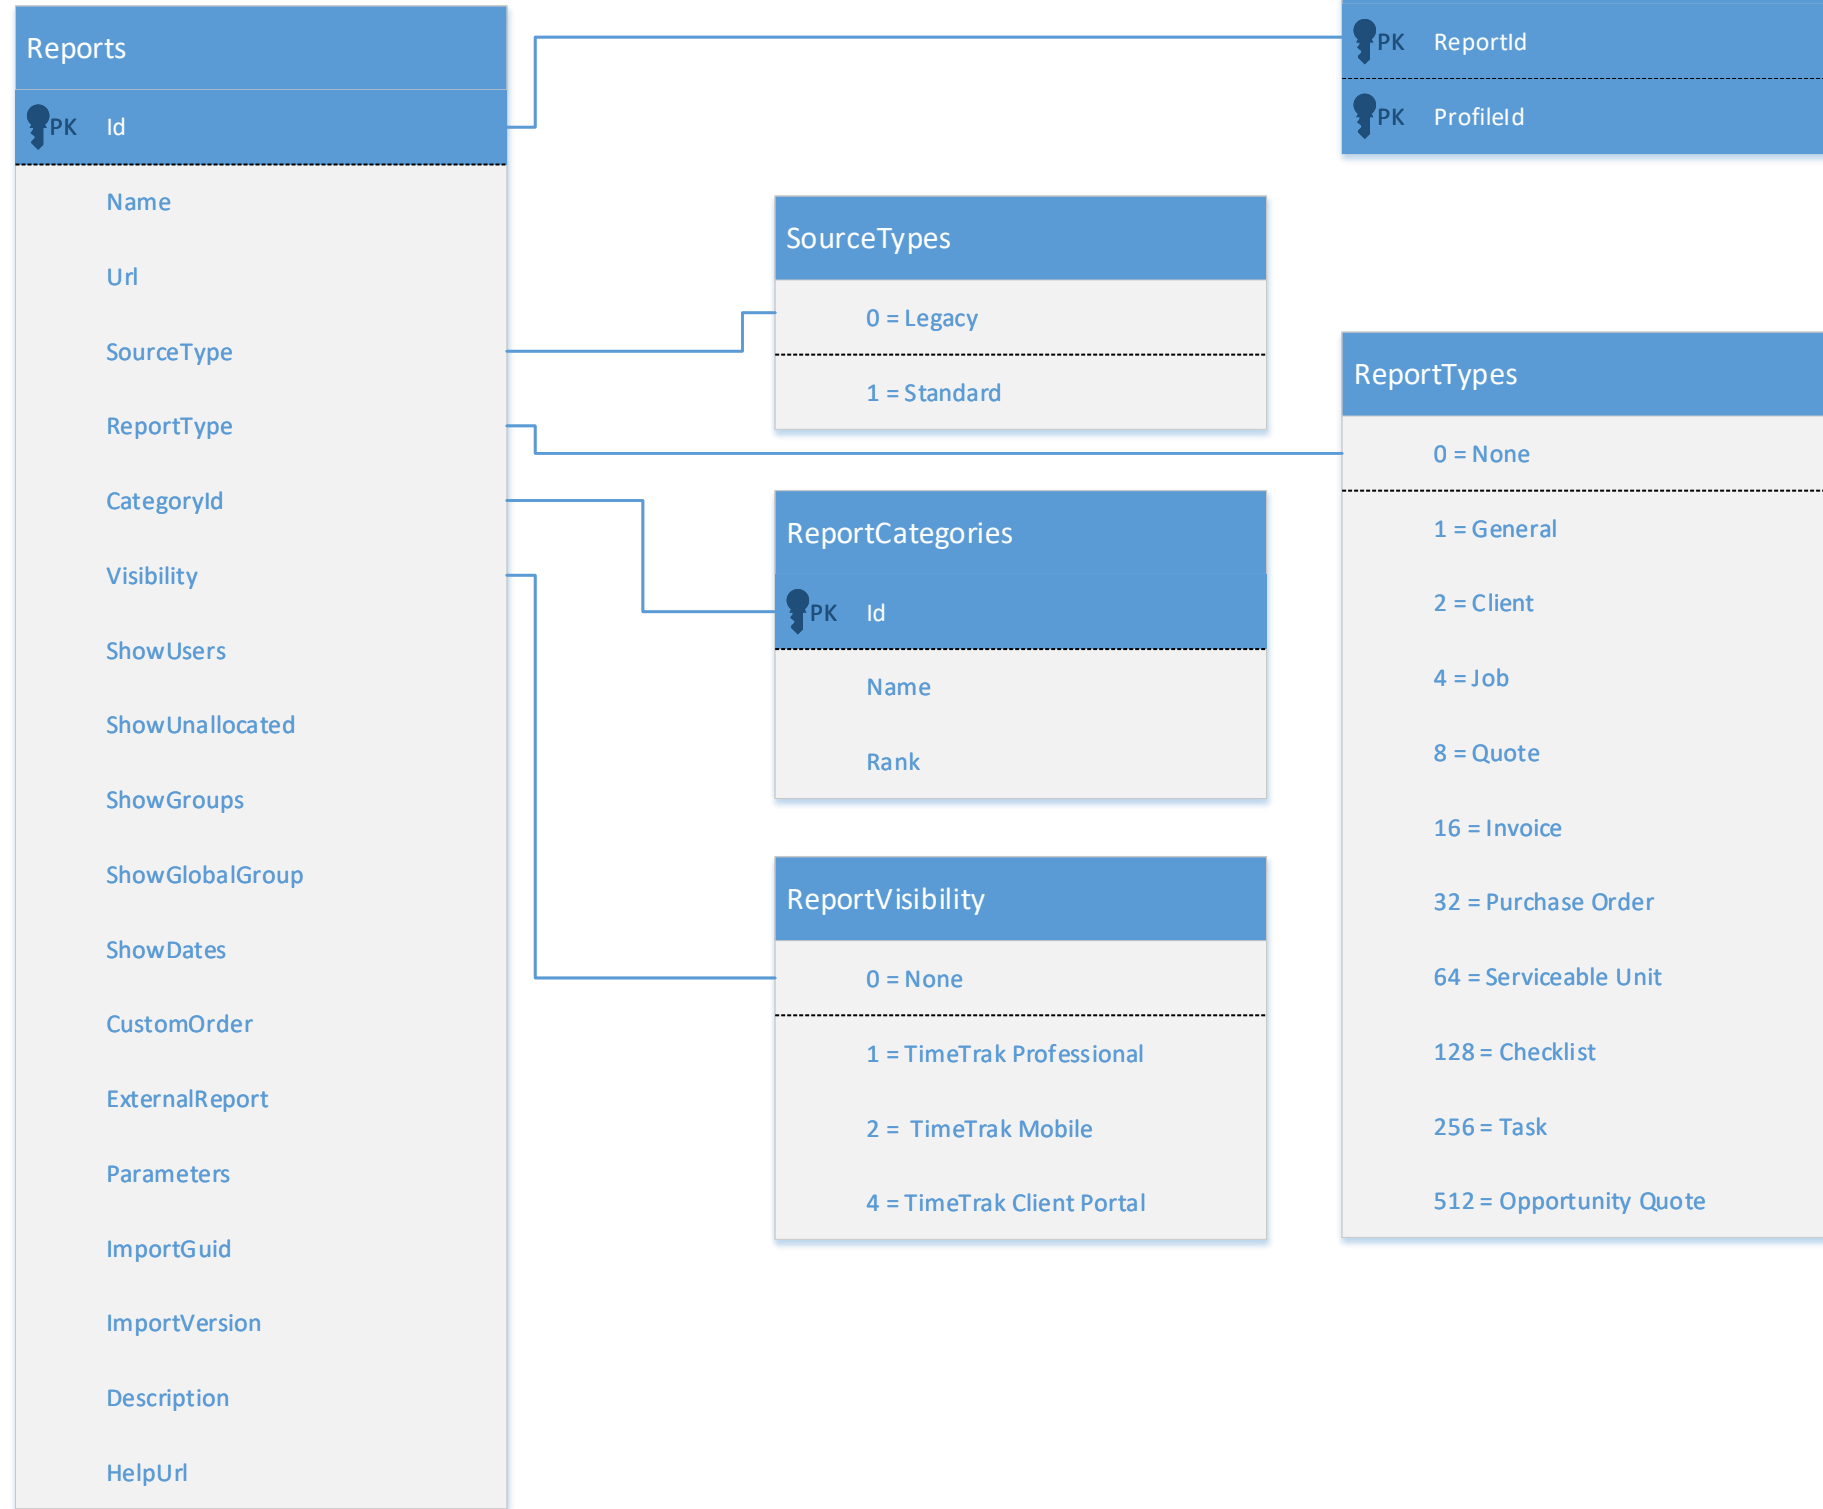 Reports
PK Id
Name
Url
SourceType
ReportType
CategoryId
Visibility
ShowUsers
ShowUnallocated
ShowGroups
ShowGlobalGroup
ShowDates
CustomOrder
ExternalReport
Parameters
ImportGuid
ImportVersion
Description
HelpUrl
SourceTypes
0 = Legacy
1 = Standard
ReportCategories
PK Id
Name
Rank
ReportVisibility
0 = None
1 = TimeTrak Professional
2 = TimeTrak Mobile
4 = TimeTrak Client Portal
PK ReportId
PK ProfileId
ReportTypes
0 = None
1 = General
2 = Client
4 = Job
8 = Quote
16 = Invoice
32 = Purchase Order
64 = Serviceable Unit
128 = Checklist
256 = Task
512 = Opportunity Quote